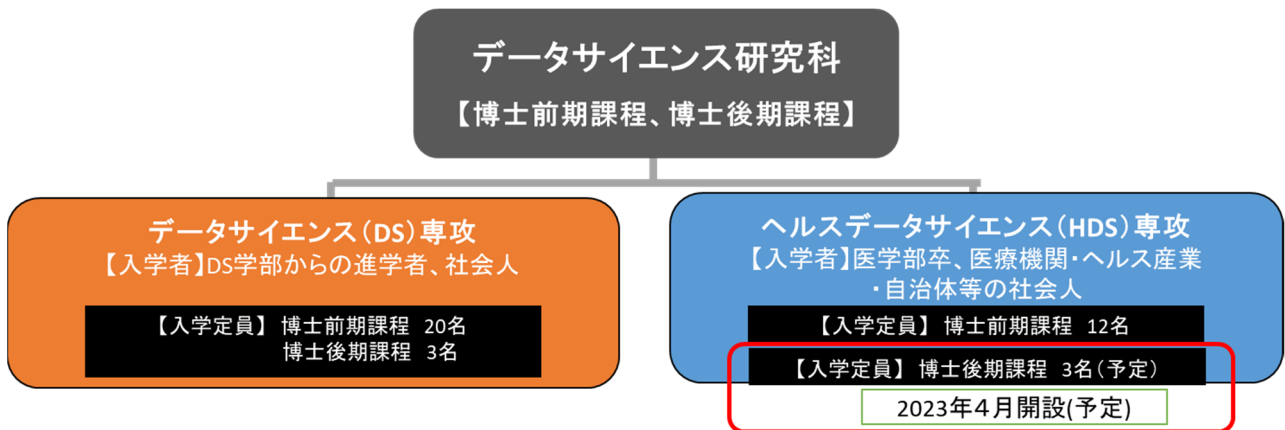 データサイエンス研究科
【博士前期課程、博士後期課程】
データサイエンス(DS)専攻
【入学者】DS学部からの進学者、社会人
【入学定員】 博士前期課程 20名
博士後期課程 3名
ヘルスデータサイエンス(HDS)専攻
【入学者】医学部卒、医療機関・ヘルス産業
・自治体等の社会人
【入学定員】 博士前期課程 12名
【入学定員】 博士後期課程 3名(予定)
2023年4月開設(予定)